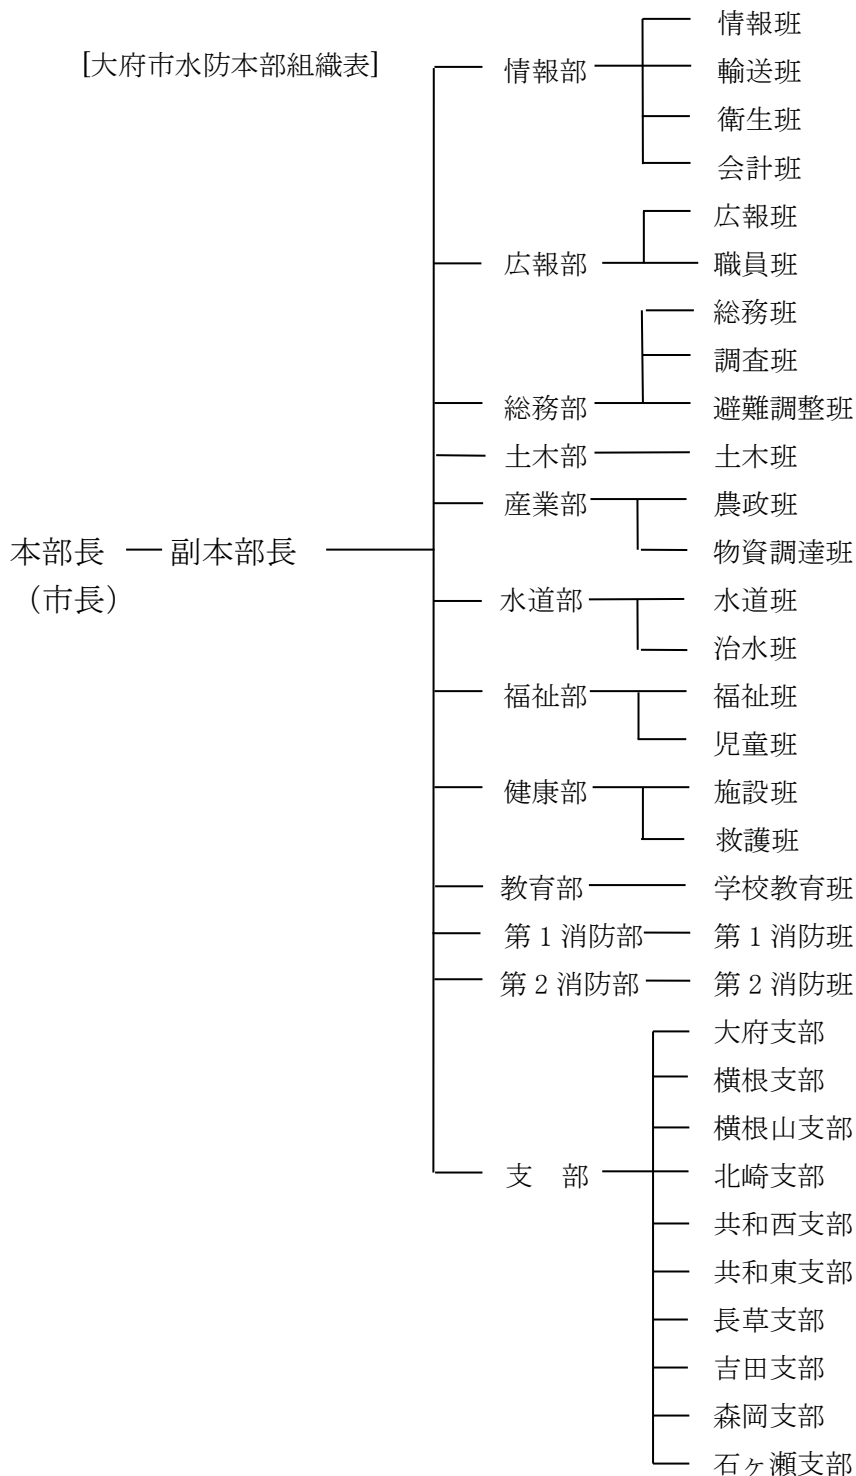 [大府市水防本部組織表]
本部長
（市長）
副本部長
情報部
情報班
輸送班
衛生班
会計班
広報部
広報班
職員班
総務部
総務班
調査班
避難調整班
土木部
土木班
産業部
農政班
物資調達班
水道部
水道班
治水班
福祉部
福祉班
児童班
健康部
施設班
救護班
教育部
学校教育班
第1消防部
第1消防班
第2消防部
第2消防班
支　部
大府支部
横根支部
横根山支部
北崎支部
共和西支部
共和東支部
長草支部
吉田支部
森岡支部
石ヶ瀬支部